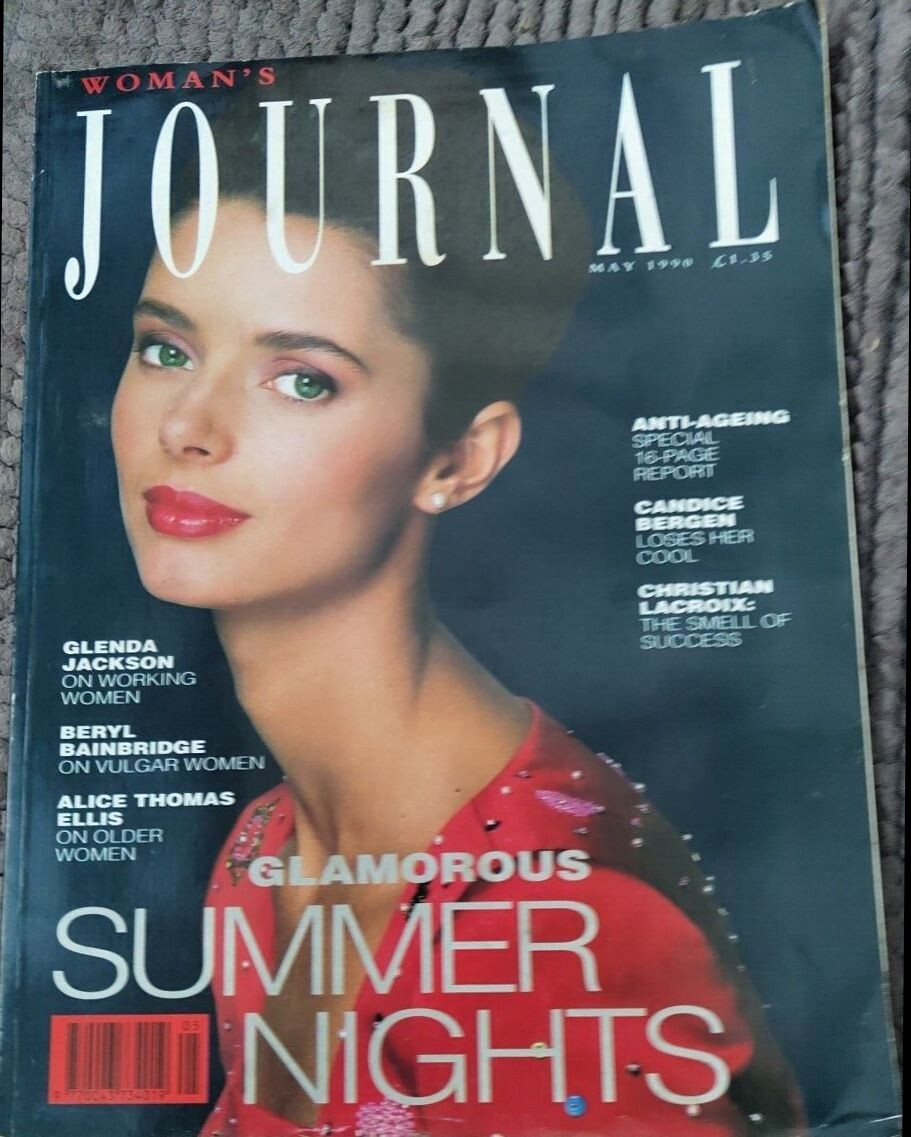 WOMAN'S
JOURNAL
MAY 1990 £1.35
ANTI-AGEING
SPECIAL
16-PAGE
REPORT
CANDICE
BERGEN
LOSES HER
COOL
CHRISTIAN
LACROIX:
THE SMELL OF
SUCCESS
GLENDA
JACKSON
ON WORKING
WOMEN
BERYL
BAINBRIDGE
ON VULGAR WOMEN
ALICE THOMAS
ELLIS
ON OLDER
WOMEN
GLAMOROUS
SUMMER
NIGHTS
05